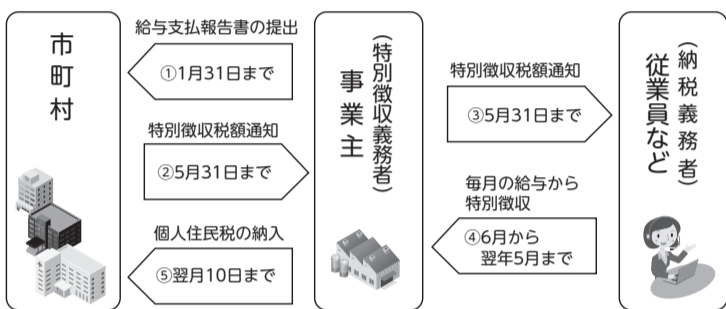 市町村
給与支払報告書の提出
①1月31日まで
特別徴収税額通知
②5月31日まで
個人住民税の納入
⑤翌月10日まで
(特別徴収義務者)
事業主
特別徴収税額通知
③5月31日まで
毎月の給与から
特別徴収
④6月から
翌年5月まで
(納税義務者)
従業員など